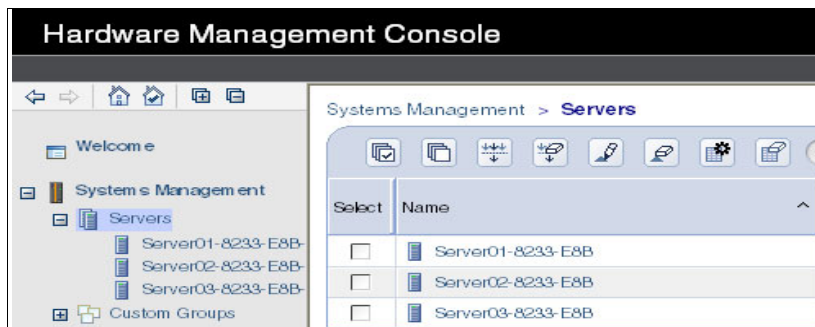 Hardware Management Console
Systems Management > Servers
Welcome
Systems Management
Servers
Server01-8233-E8B-
Server02-8233-E8B-
Server03-8233-E8B-
Custom Groups
Select
Name
Server01-8233-E8B
Server02-8233-E8B
Server03-8233-E8B